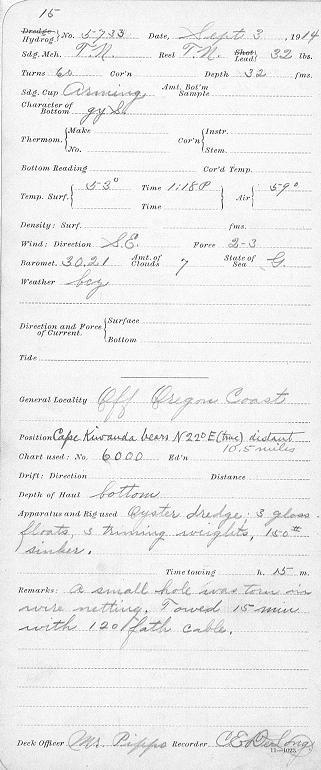 15
Dredge Hydrog } No. 5733 Date, Sept 3, 1914
Sdg. Mch. T.N. Reel T.N. Shot Lead } 32 lbs.
Turns 60 Cor'n Depth 32 fms.
Sdg. Cup Arming Amt. Bot'm Sample
Character of Bottom gy S.
Thermom. { Make No. Cor'n { Instr. Stem.
Bottom Reading Cor'd Temp.
Temp. Surf. { 53° Time 1:18 P Time } Air { 59°
Density: Surf. fms.
Wind: Direction S.E. Force 2-3
Baromet. 30.21 Amt. of Clouds 7 State of Sea G.
Weather bcy
Direction and Force of Current. { Surface Bottom
Tide
General Locality Off Oregon Coast
Position Cape Kiwanda bears N22°E (true) distant
10.5 miles
Chart used: No. 6000 Ed'n
Drift: Direction Distance
Depth of Haul bottom
Apparatus and Rig used Oyster dredge; 3 glass
floats, 3 trining weights, 150#
sinker.
Time towing h. 15 m.
Remarks: A small hole was torn in
wire netting. Towed 15 min
with 120 fath cable.
Deck Officer Mr. Pipps Recorder C E
11—1023